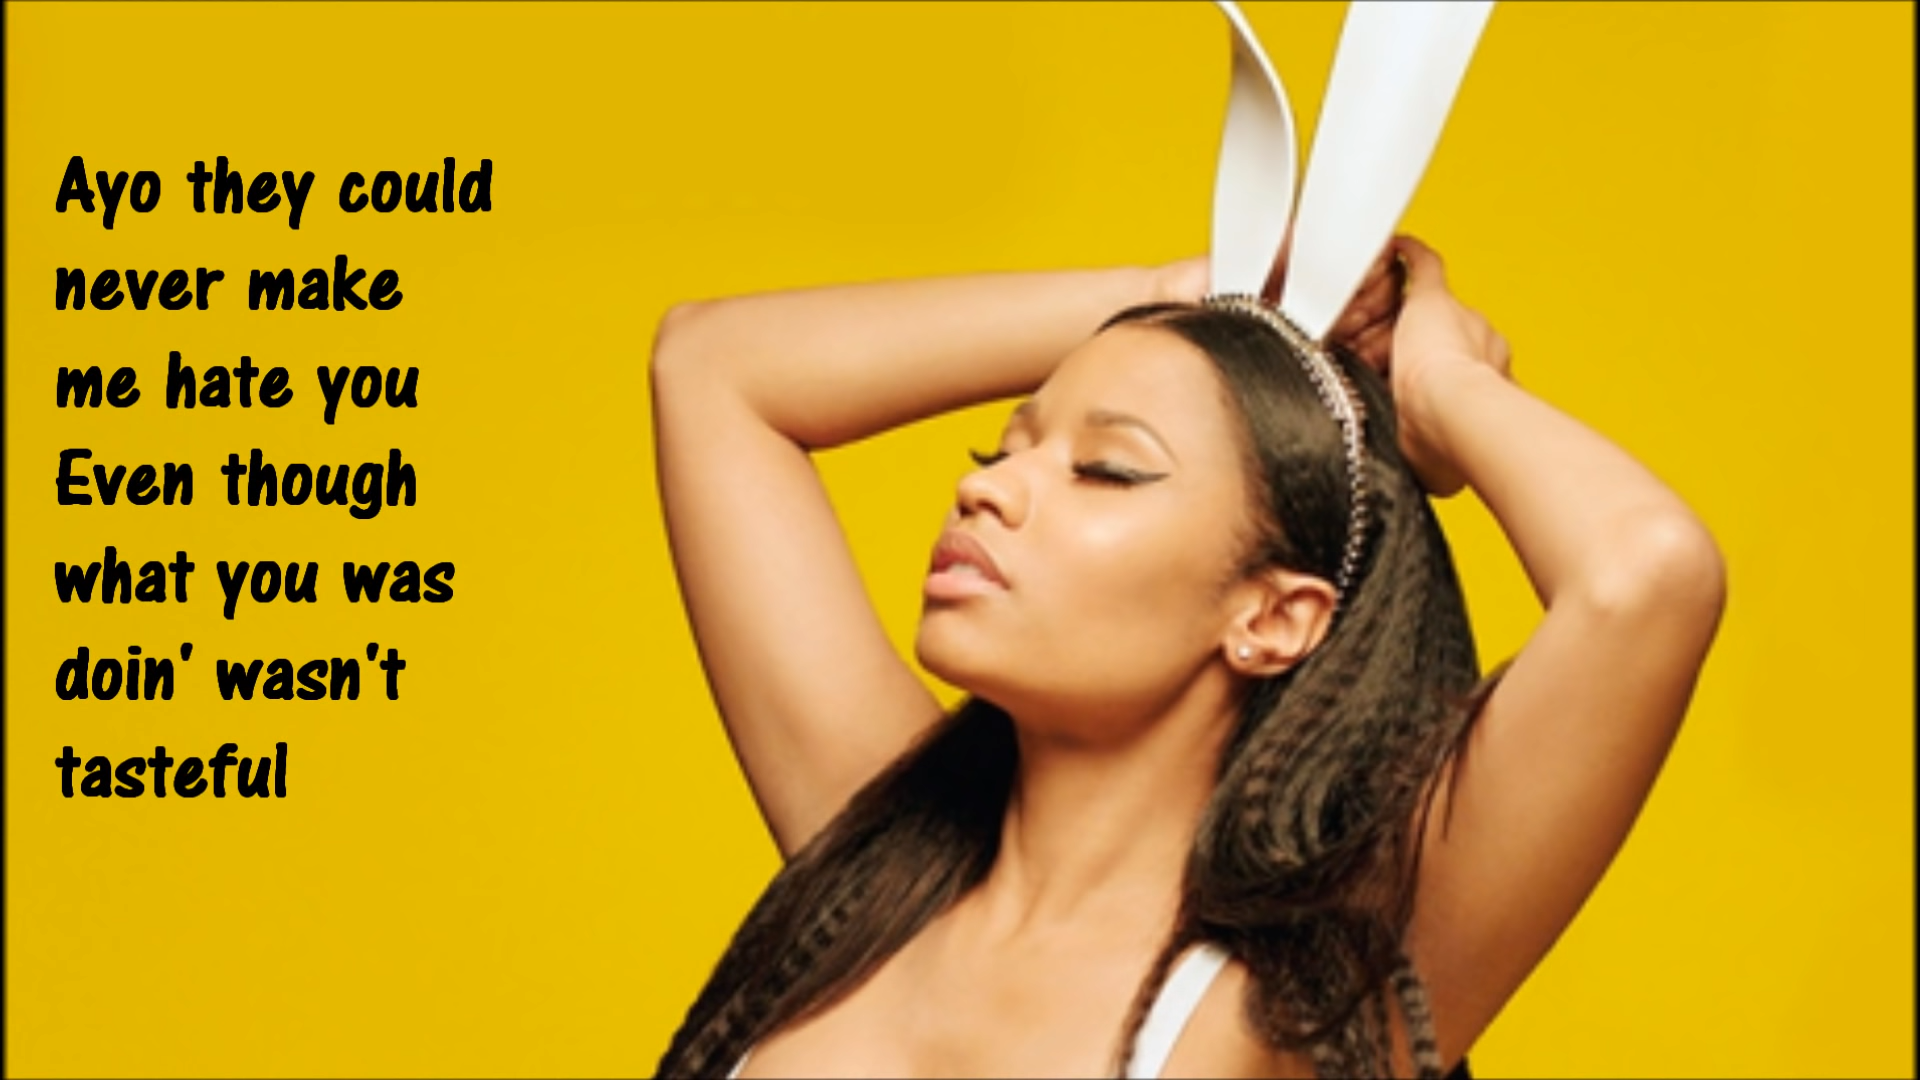 Ayo they could
never make
me hate you
Even though
what you was
doin' wasn't
tasteful